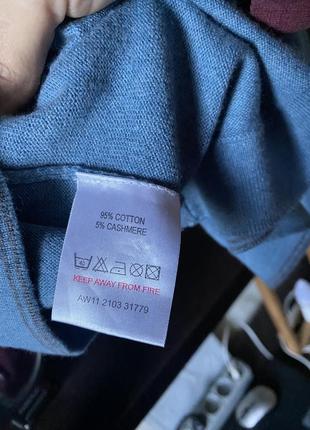 95% COTTON
5% CASHMERE
KEEP AWAY FROM FIRE
AW11 2103 31779